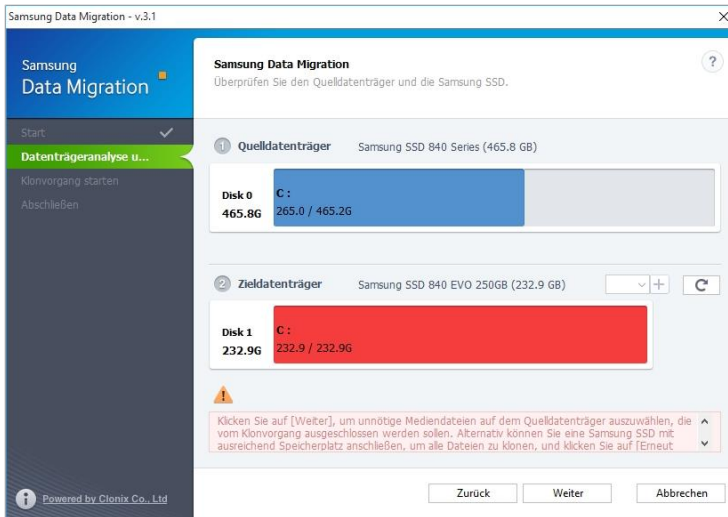 Samsung Data Migration - v.3.1
Samsung
Data Migration
Samsung Data Migration
Überprüfen Sie den Quelldatenträger und die Samsung SSD.
?
Start
Datenträgeranalyse u...
Klonvorgang starten
Abschließen
1 Quelldatenträger Samsung SSD 840 Series (465.8 GB)
Disk 0
465.8G
C :
265.0 / 465.2G
2 Zieldatenträger Samsung SSD 840 EVO 250GB (232.9 GB)
Disk 1
232.9G
C :
232.9 / 232.9G
Klicken Sie auf [Weiter], um unnötige Mediendateien auf dem Quelldatenträger auszuwählen, die
vom Klonvorgang ausgeschlossen werden sollen. Alternativ können Sie eine Samsung SSD mit
ausreichend Speicherplatz anschließen, um alle Dateien zu klonen, und klicken Sie auf [Erneut
Powered by Clonix Co., Ltd
Zurück Weiter Abbrechen